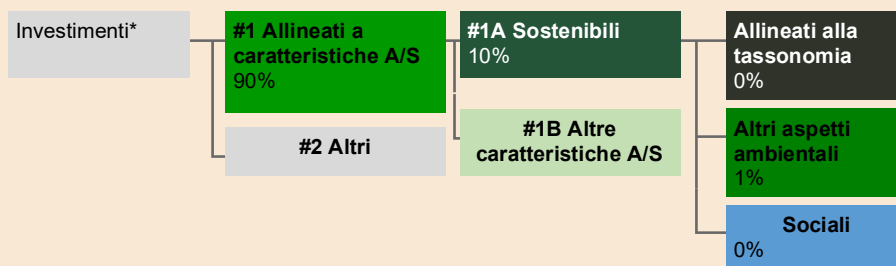 Investimenti*
#1 Allineati a
caratteristiche A/S
90%
#2 Altri
#1A Sostenibili
10%
#1B Altre
caratteristiche A/S
Allineati alla
tassonomia
0%
Altri aspetti
ambientali
1%
Sociali
0%